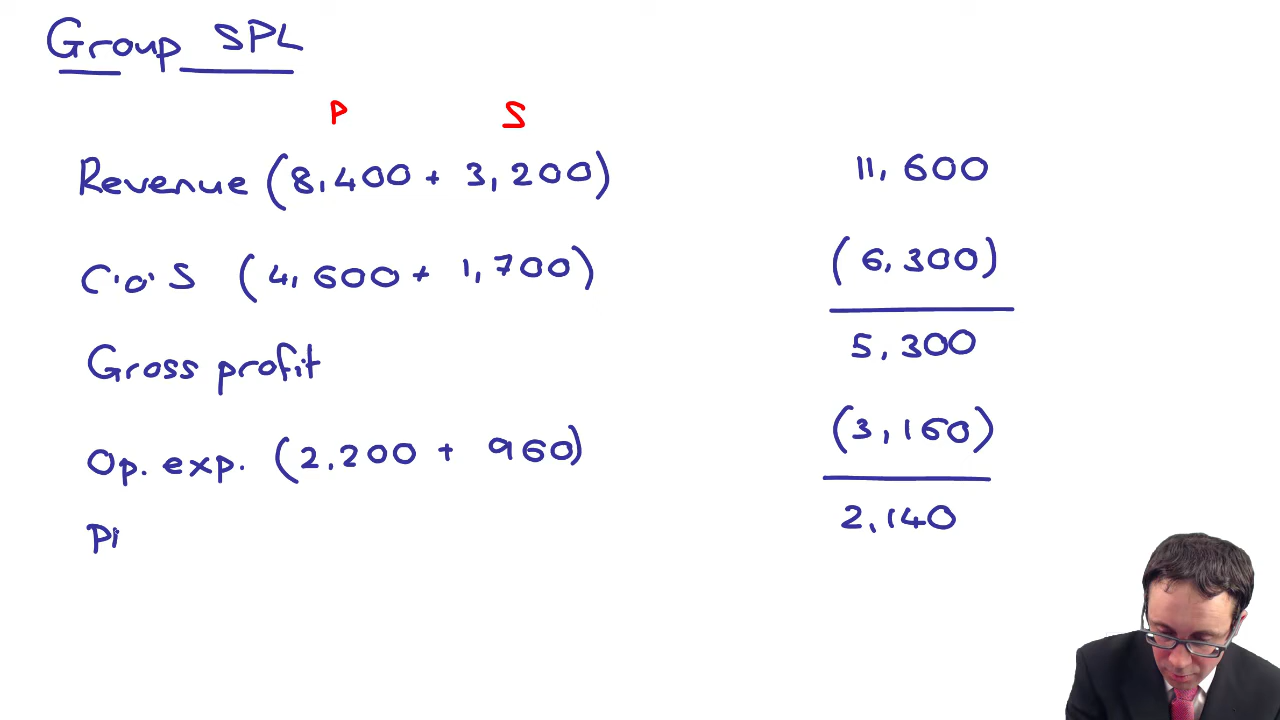 Group SPL
P S
Revenue (8,400 + 3,200) 11,600
C.o.S (4,600 + 1,700) (6,300)
Gross profit 5,300
Op. exp. (2,200 + 960) (3,160)
2,140